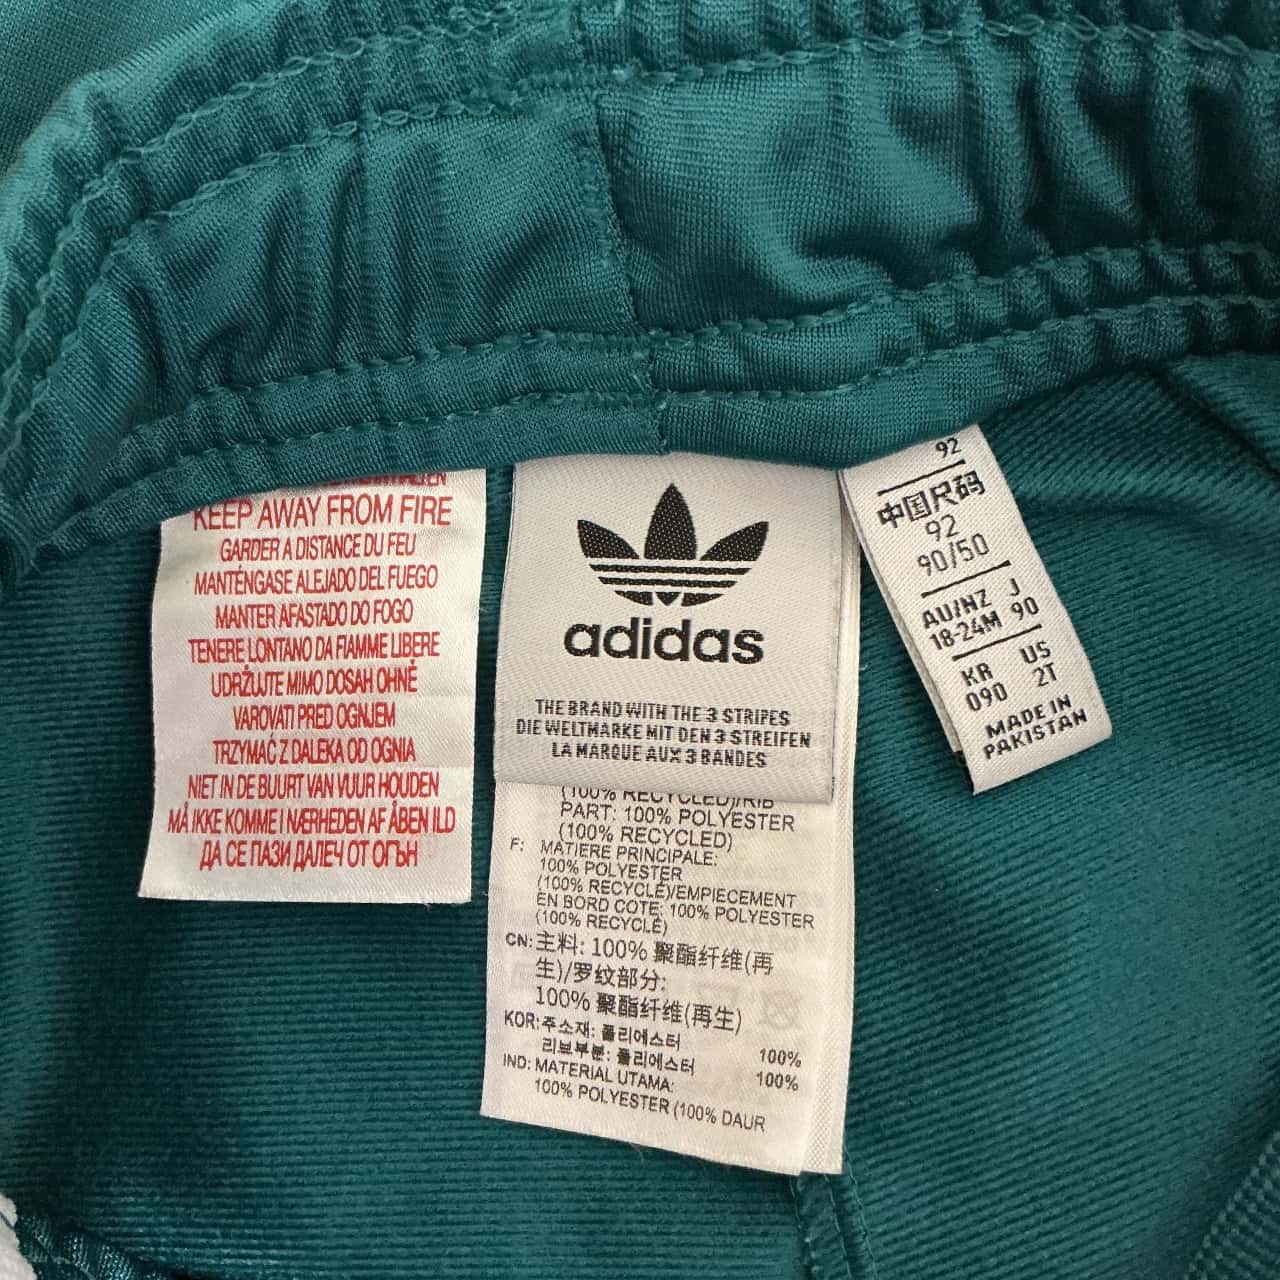 KEEP AWAY FROM FIRE
GARDER A DISTANCE DU FEU
MANTÉNGASE ALEJADO DEL FUEGO
MANTER AFASTADO DO FOGO
TENERE LONTANO DA FIAMME LIBERE
UDRŽUJTE MIMO DOSAH OHNĚ
VAROVATI PRED OGNJEM
TRZYMAĆ Z DALEKA OD OGNIA
NIET IN DE BUURT VAN VUUR HOUDEN
MÅ IKKE KOMME I NÆRHEDEN AF ÅBEN ILD
ДА СЕ ПАЗИ ДАЛЕЧ ОТ ОГЪН
adidas
THE BRAND WITH THE 3 STRIPES
DIE WELTMARKE MIT DEN 3 STREIFEN
LA MARQUE AUX 3 BANDES
(100% RECYCLED)/RIB
PART: 100% POLYESTER
(100% RECYCLED)
F: MATIERE PRINCIPALE:
100% POLYESTER
(100% RECYCLÉ)/EMPIECEMENT
EN BORD COTE: 100% POLYESTER
(100% RECYCLÉ)
CN: 主料: 100% 聚酯纤维(再
生)/罗纹部分:
100% 聚酯纤维(再生)
KOR: 주소재: 폴리에스터 100%
리브부분: 폴리에스터 100%
IND: MATERIAL UTAMA:
100% POLYESTER (100% DAUR
92
中国尺码
92
90/50
AU/NZ J
18-24M 90
KR US
090 2T
MADE IN
PAKISTAN